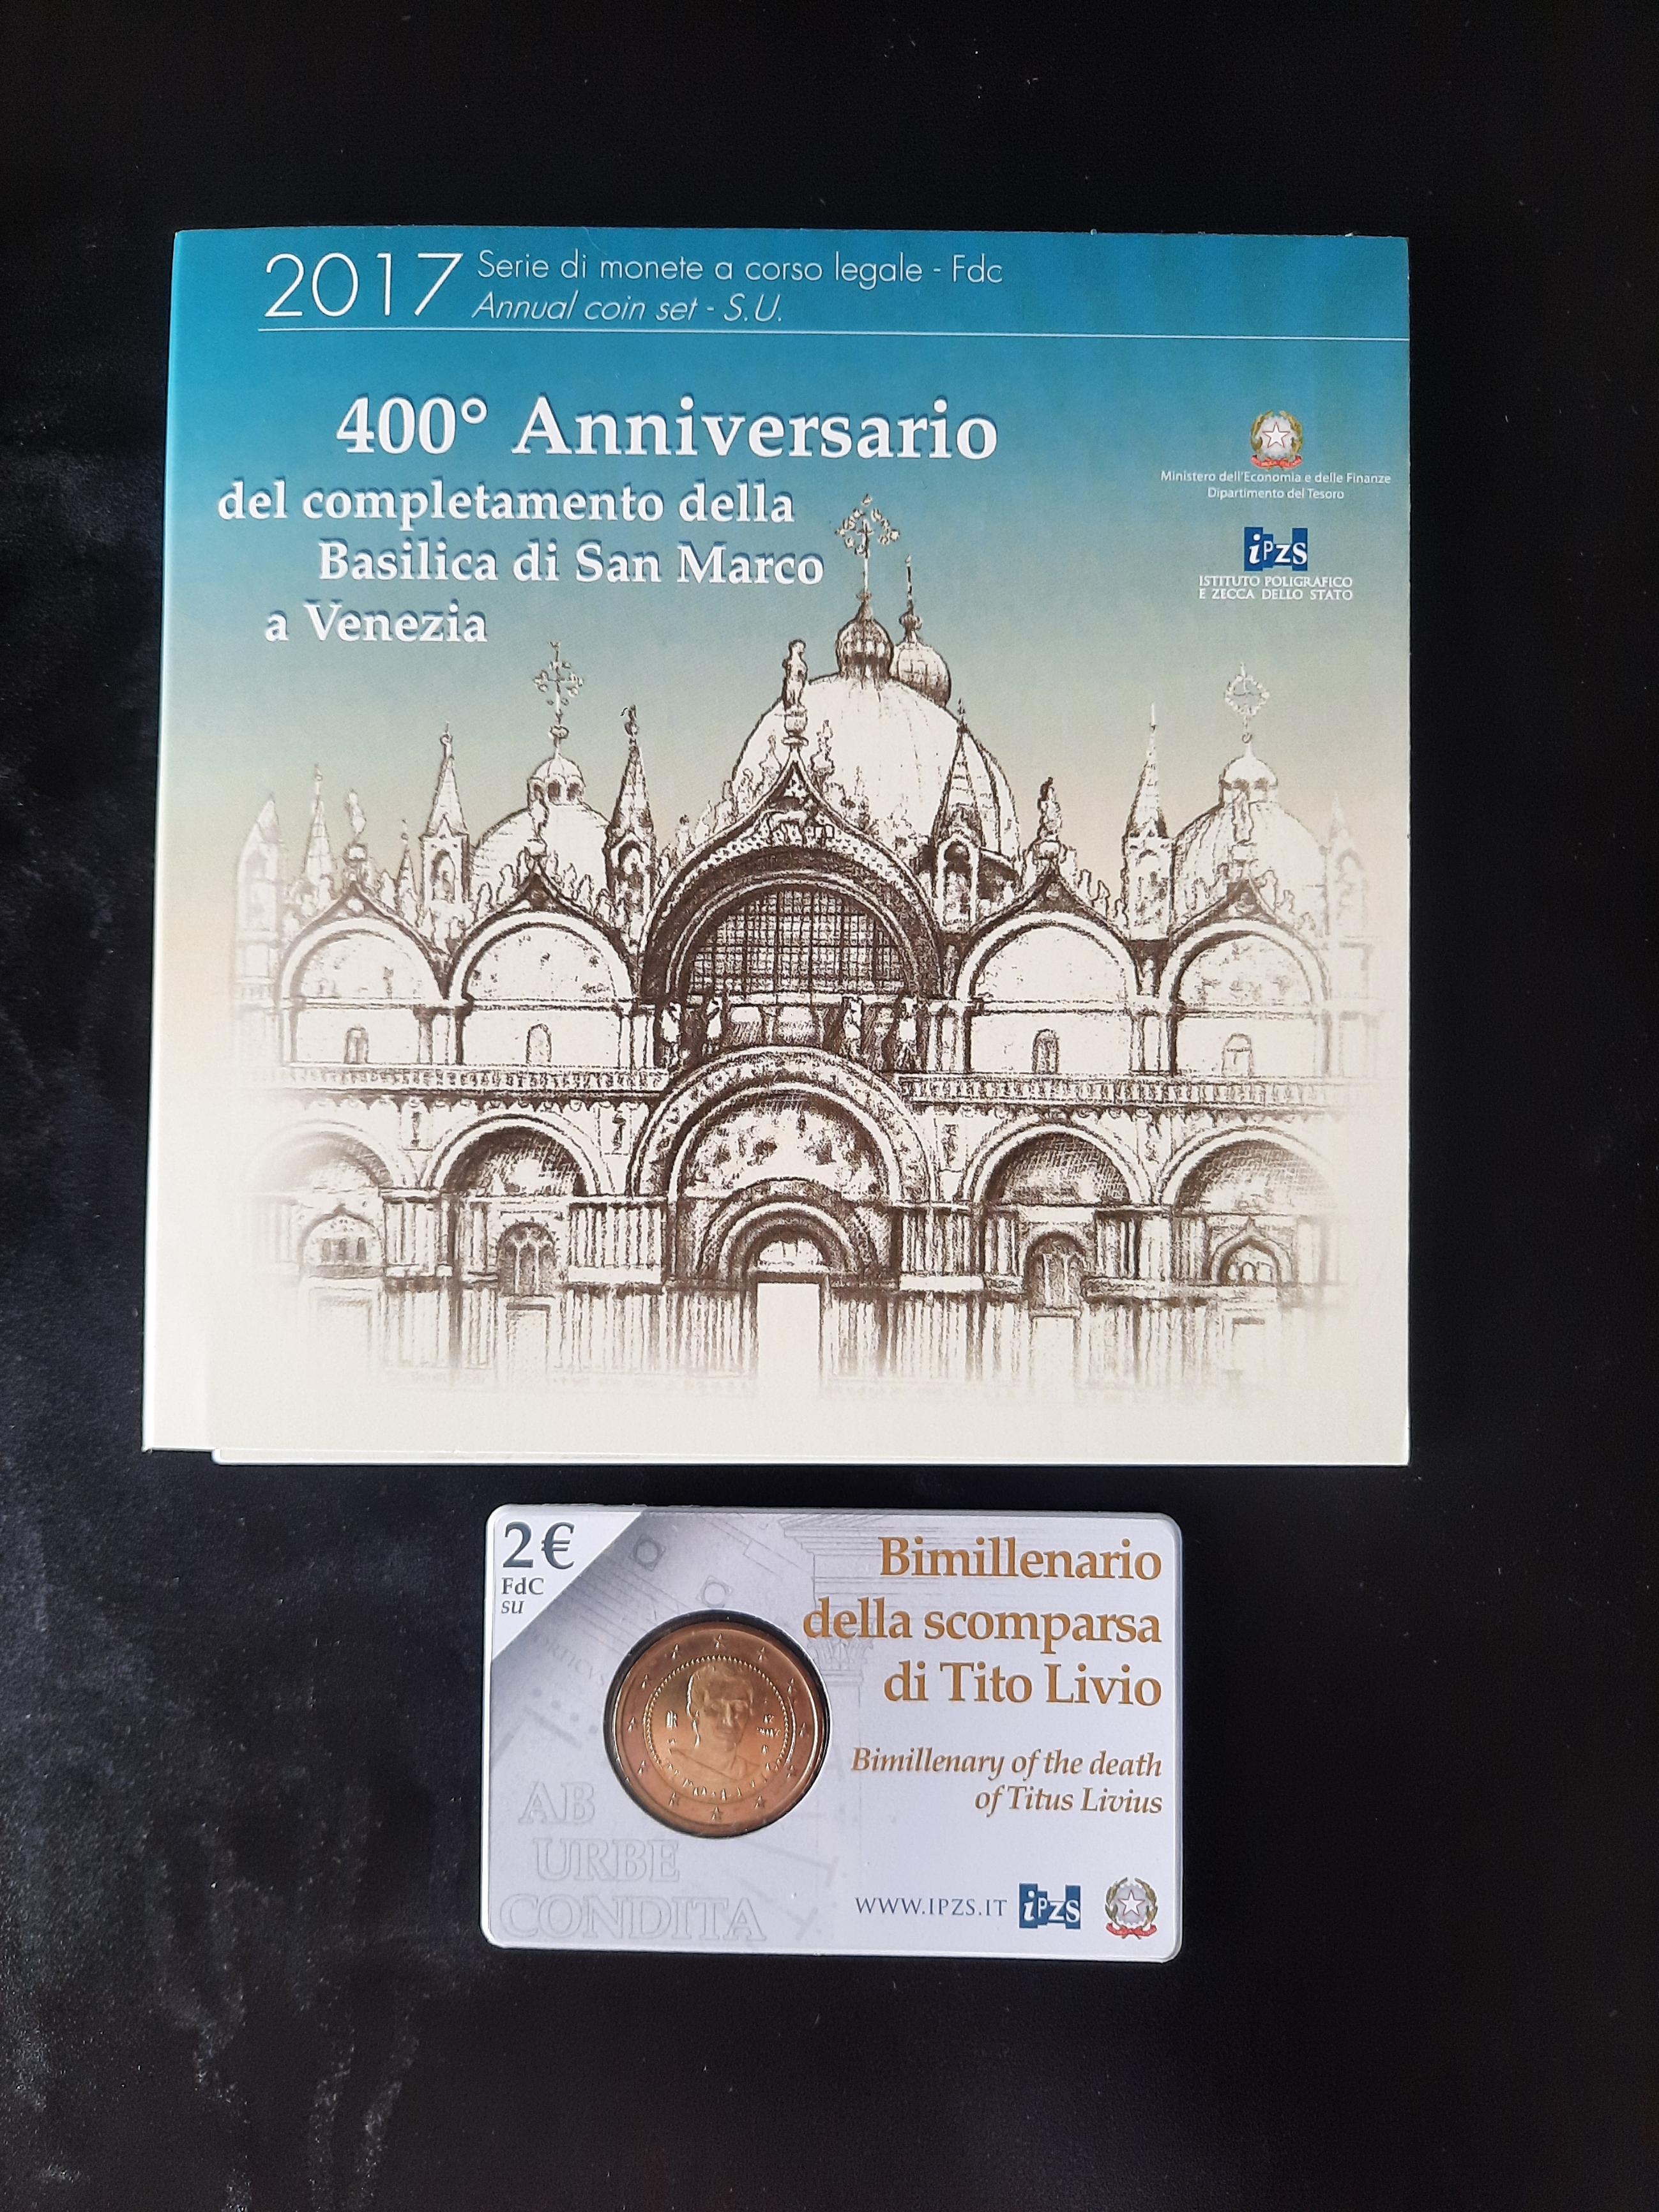 2017
Serie di monete a corso legale - Fdc
Annual coin set - S.U.
400° Anniversario
del completamento della
Basilica di San Marco
a Venezia
Ministero dell'Economia e delle Finanze
Dipartimento del Tesoro
iPZS
ISTITUTO POLIGRAFICO
E ZECCA DELLO STATO
2€
FdC
su
Bimillenario
della scomparsa
di Tito Livio
Bimillenary of the death
of Titus Livius
AB
URBE
CONDITA
WWW.IPZS.IT
iPZS